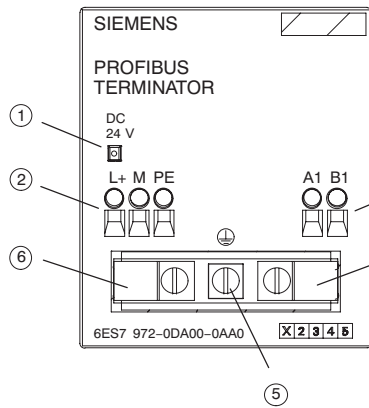 SIEMENS
PROFIBUS
TERMINATOR
1
DC
24 V
2
L+ M PE
A1 B1
6
6ES7 972-0DA00-0AA0
X 2 3 4 5
5